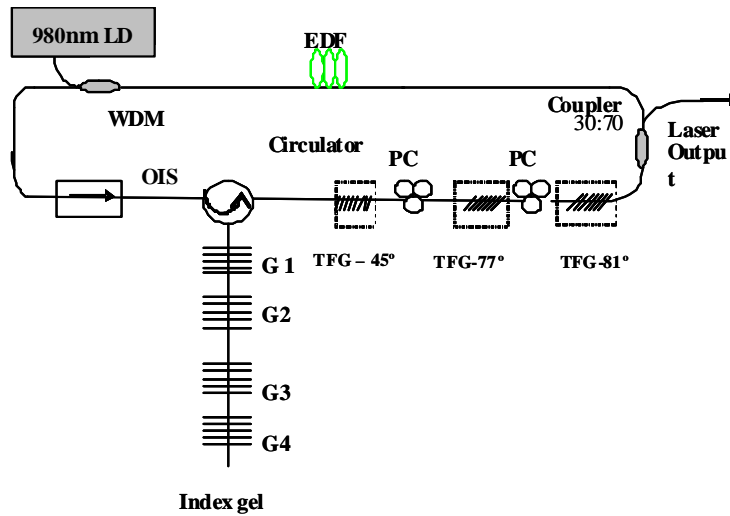 980nm LD
EDF
WDM
Coupler
30:70
Laser
Outpu
t
Circulator
PC
PC
OIS
TFG – 45º
TFG-77º
TFG-81º
G 1
G2
G3
G4
Index gel